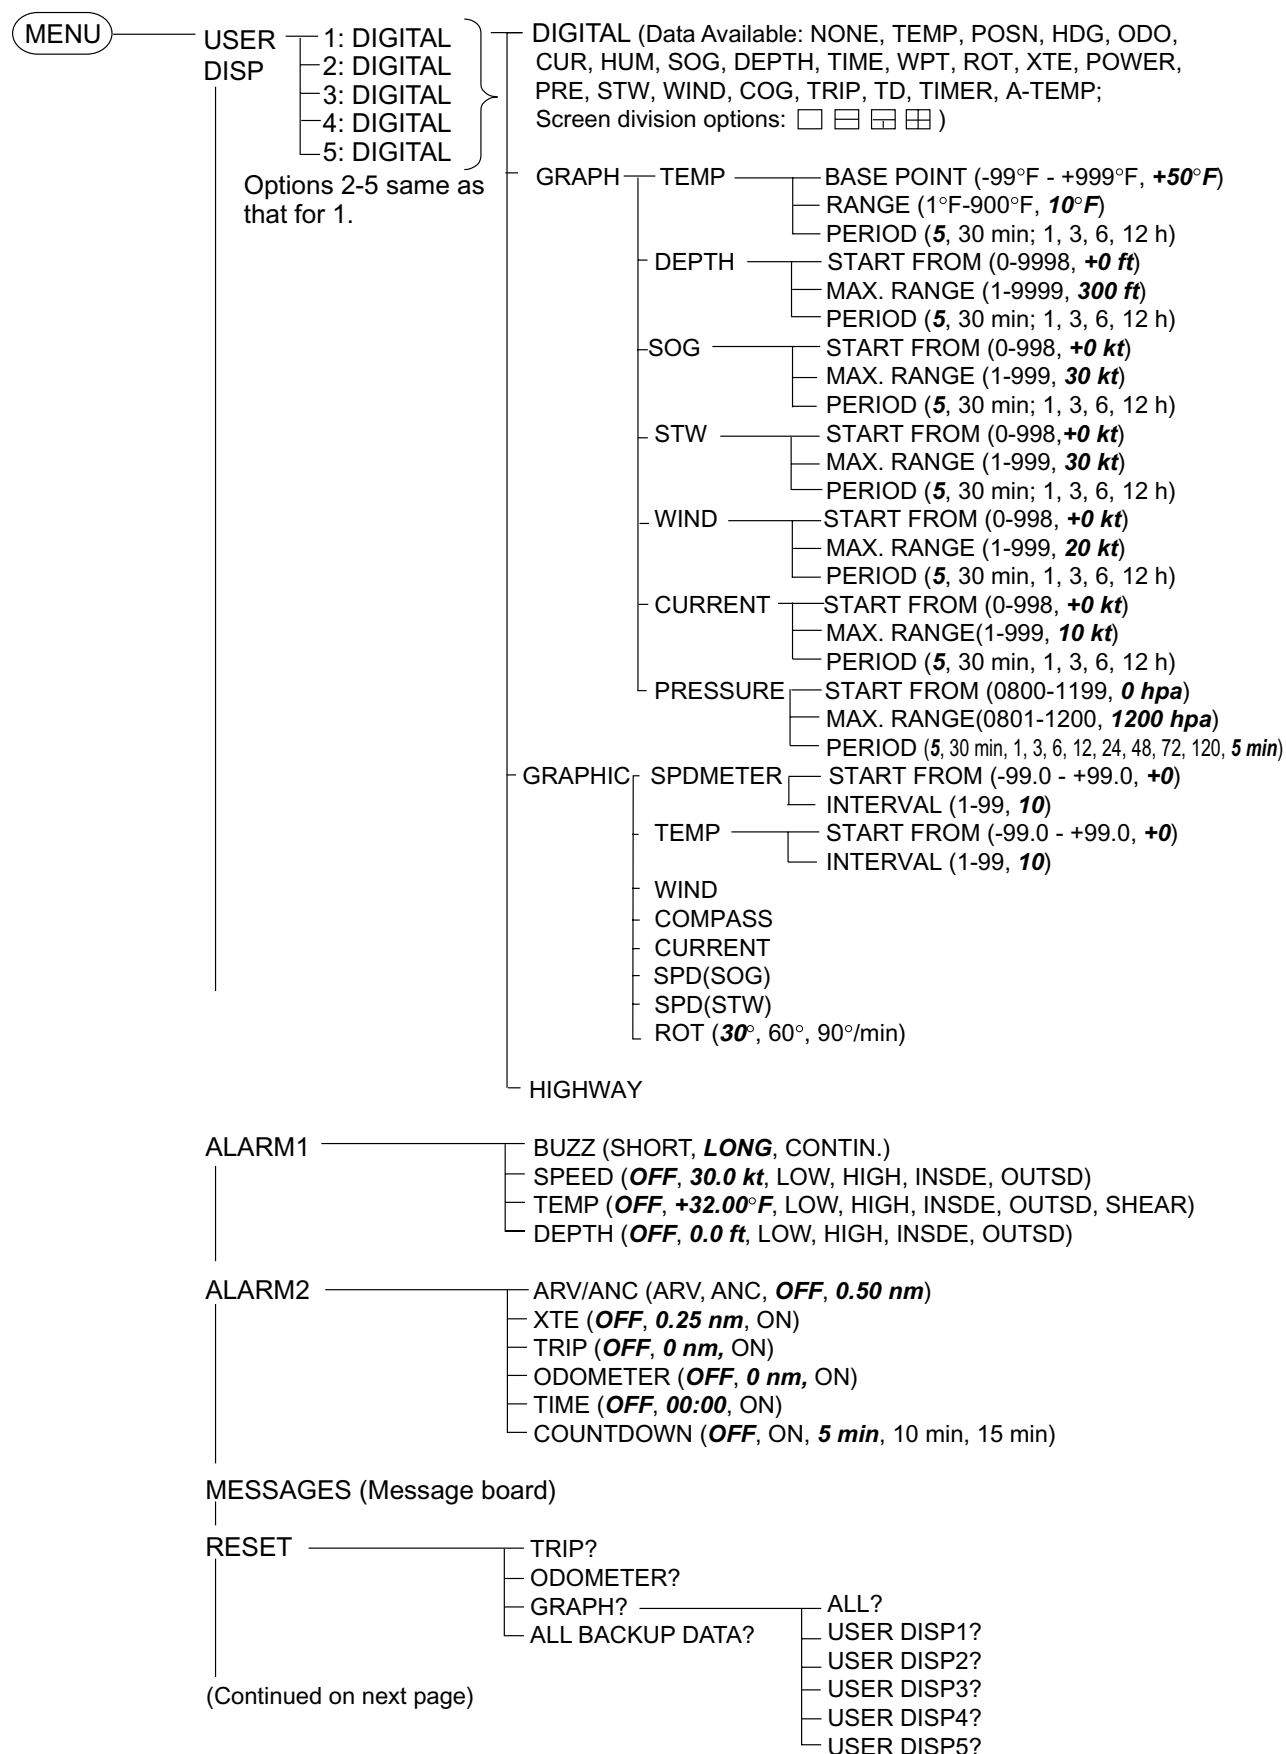 MENU
USER
DISP
1: DIGITAL
2: DIGITAL
3: DIGITAL
4: DIGITAL
5: DIGITAL
Options 2-5 same as
that for 1.
DIGITAL (Data Available: NONE, TEMP, POSN, HDG, ODO,
CUR, HUM, SOG, DEPTH, TIME, WPT, ROT, XTE, POWER,
PRE, STW, WIND, COG, TRIP, TD, TIMER, A-TEMP;
Screen division options: )
GRAPH
TEMP
BASE POINT (-99°F - +999°F, +50°F)
RANGE (1°F-900°F, 10°F)
PERIOD (5, 30 min; 1, 3, 6, 12 h)
DEPTH
START FROM (0-9998, +0 ft)
MAX. RANGE (1-9999, 300 ft)
PERIOD (5, 30 min; 1, 3, 6, 12 h)
SOG
START FROM (0-998, +0 kt)
MAX. RANGE (1-999, 30 kt)
PERIOD (5, 30 min; 1, 3, 6, 12 h)
STW
START FROM (0-998,+0 kt)
MAX. RANGE (1-999, 30 kt)
PERIOD (5, 30 min; 1, 3, 6, 12 h)
WIND
START FROM (0-998, +0 kt)
MAX. RANGE (1-999, 20 kt)
PERIOD (5, 30 min, 1, 3, 6, 12 h)
CURRENT
START FROM (0-998, +0 kt)
MAX. RANGE(1-999, 10 kt)
PERIOD (5, 30 min, 1, 3, 6, 12 h)
PRESSURE
START FROM (0800-1199, 0 hpa)
MAX. RANGE(0801-1200, 1200 hpa)
PERIOD (5, 30 min, 1, 3, 6, 12, 24, 48, 72, 120, 5 min)
GRAPHIC
SPDMETER
START FROM (-99.0 - +99.0, +0)
INTERVAL (1-99, 10)
TEMP
START FROM (-99.0 - +99.0, +0)
INTERVAL (1-99, 10)
WIND
COMPASS
CURRENT
SPD(SOG)
SPD(STW)
ROT (30°, 60°, 90°/min)
HIGHWAY
ALARM1
BUZZ (SHORT, LONG, CONTIN.)
SPEED (OFF, 30.0 kt, LOW, HIGH, INSDE, OUTSD)
TEMP (OFF, +32.00°F, LOW, HIGH, INSDE, OUTSD, SHEAR)
DEPTH (OFF, 0.0 ft, LOW, HIGH, INSDE, OUTSD)
ALARM2
ARV/ANC (ARV, ANC, OFF, 0.50 nm)
XTE (OFF, 0.25 nm, ON)
TRIP (OFF, 0 nm, ON)
ODOMETER (OFF, 0 nm, ON)
TIME (OFF, 00:00, ON)
COUNTDOWN (OFF, ON, 5 min, 10 min, 15 min)
MESSAGES (Message board)
RESET
TRIP?
ODOMETER?
GRAPH?
ALL BACKUP DATA?
ALL?
USER DISP1?
USER DISP2?
USER DISP3?
USER DISP4?
USER DISP5?
(Continued on next page)